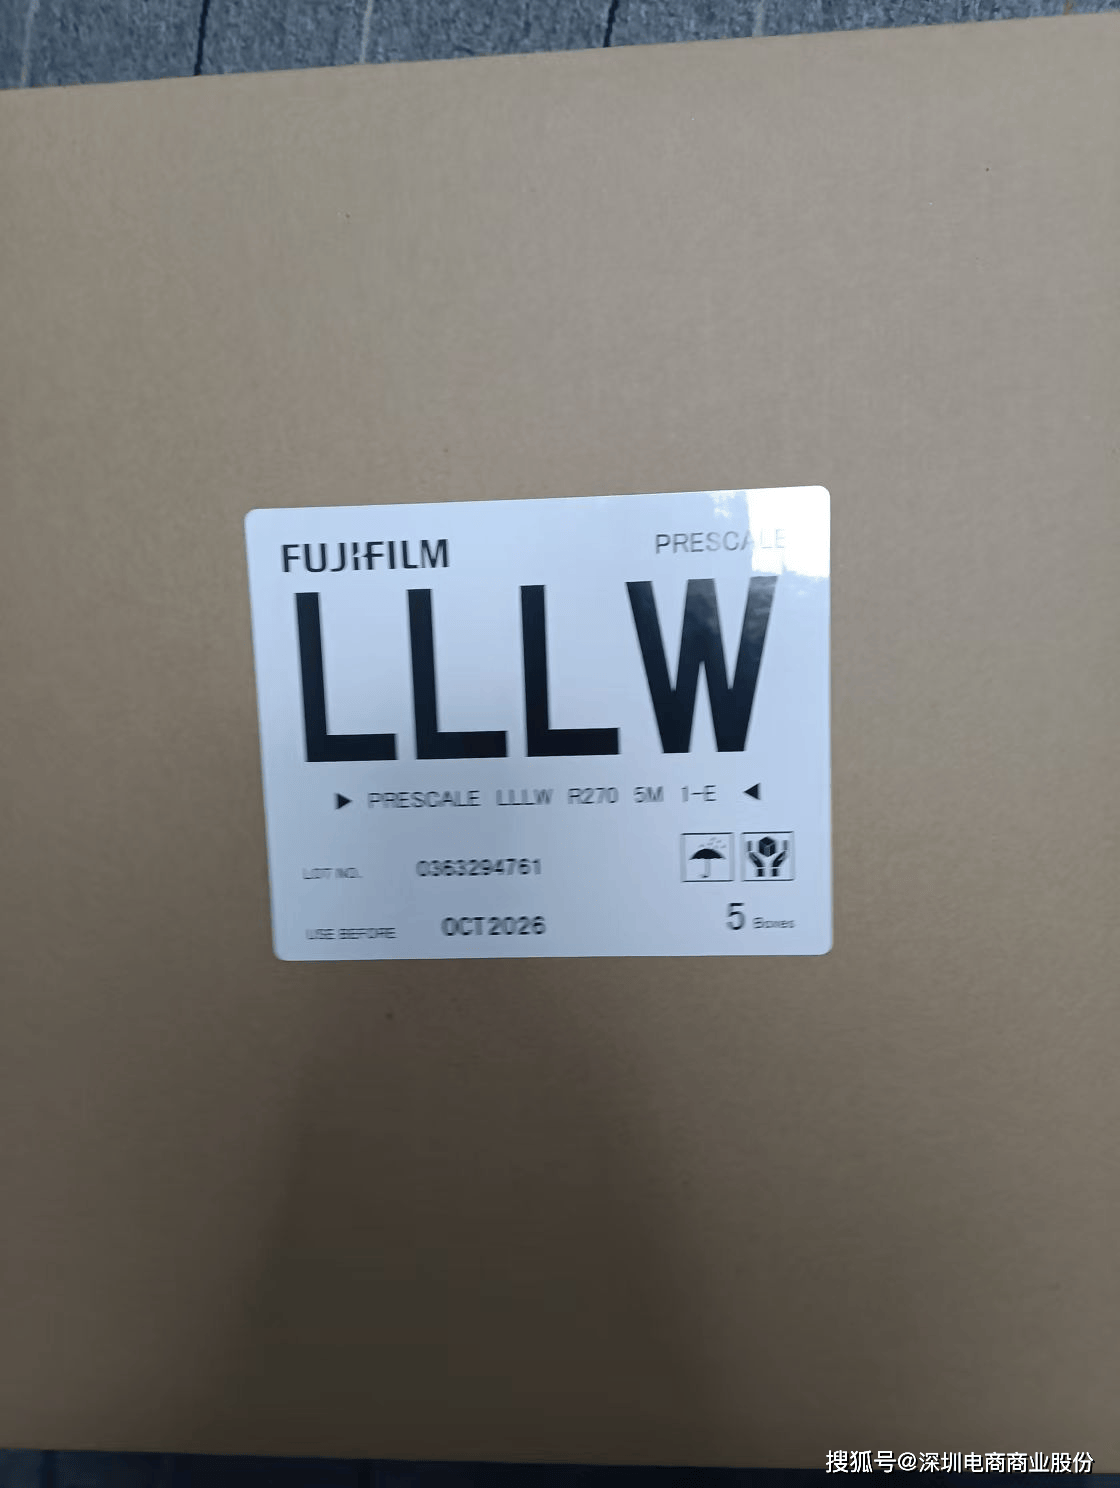 FUJIFILM PRESCALE
LLLW
▶ PRESCALE LLLW R270 5M 1-E ◀
LOT NO. 0363294761
USE BEFORE OCT2026 5 Boxes
搜狐号@深圳电商商业股份